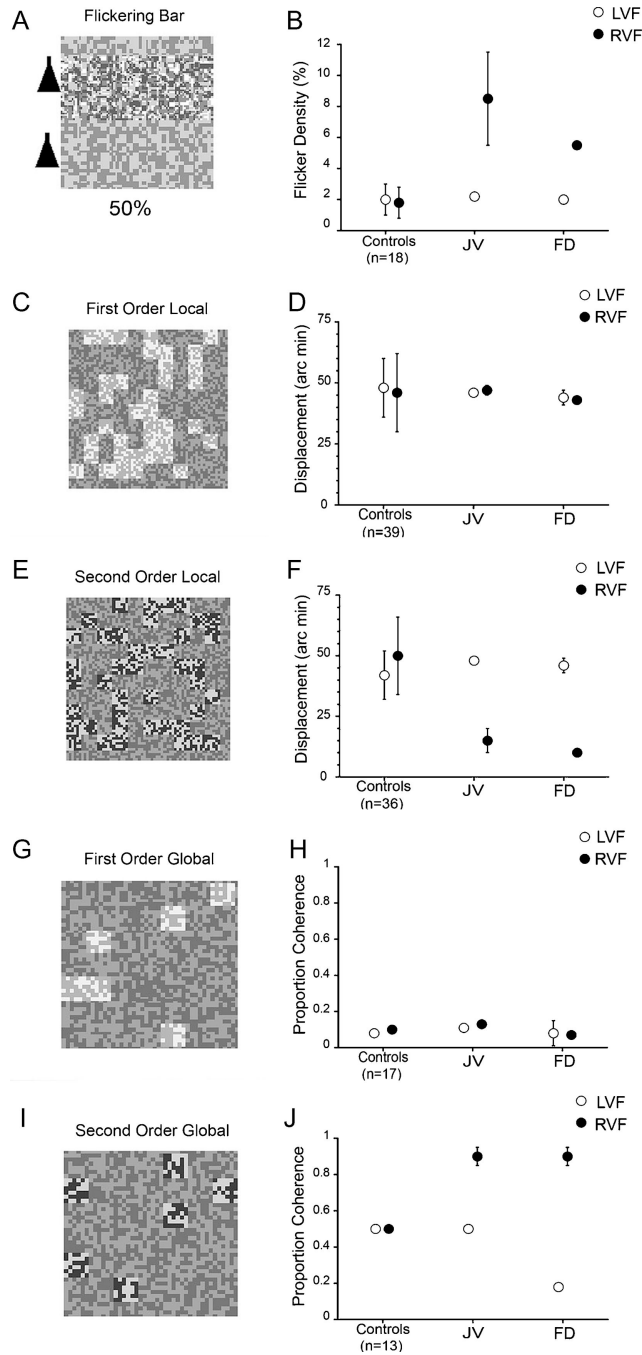 A
Flickering Bar
50%
B
LVF
RVF
Flicker Density (%)
12
10
8
6
4
2
0
Controls
(n=18)
JV
FD
C
First Order Local
D
LVF
RVF
Displacement (arc min)
75
50
25
0
Controls
(n=39)
JV
FD
E
Second Order Local
F
LVF
RVF
Displacement (arc min)
75
50
25
0
Controls
(n=36)
JV
FD
G
First Order Global
H
LVF
RVF
Proportion Coherence
1
0.8
0.6
0.4
0.2
0
Controls
(n=17)
JV
FD
I
Second Order Global
J
LVF
RVF
Proportion Coherence
1
0.8
0.6
0.4
0.2
0
Controls
(n=13)
JV
FD